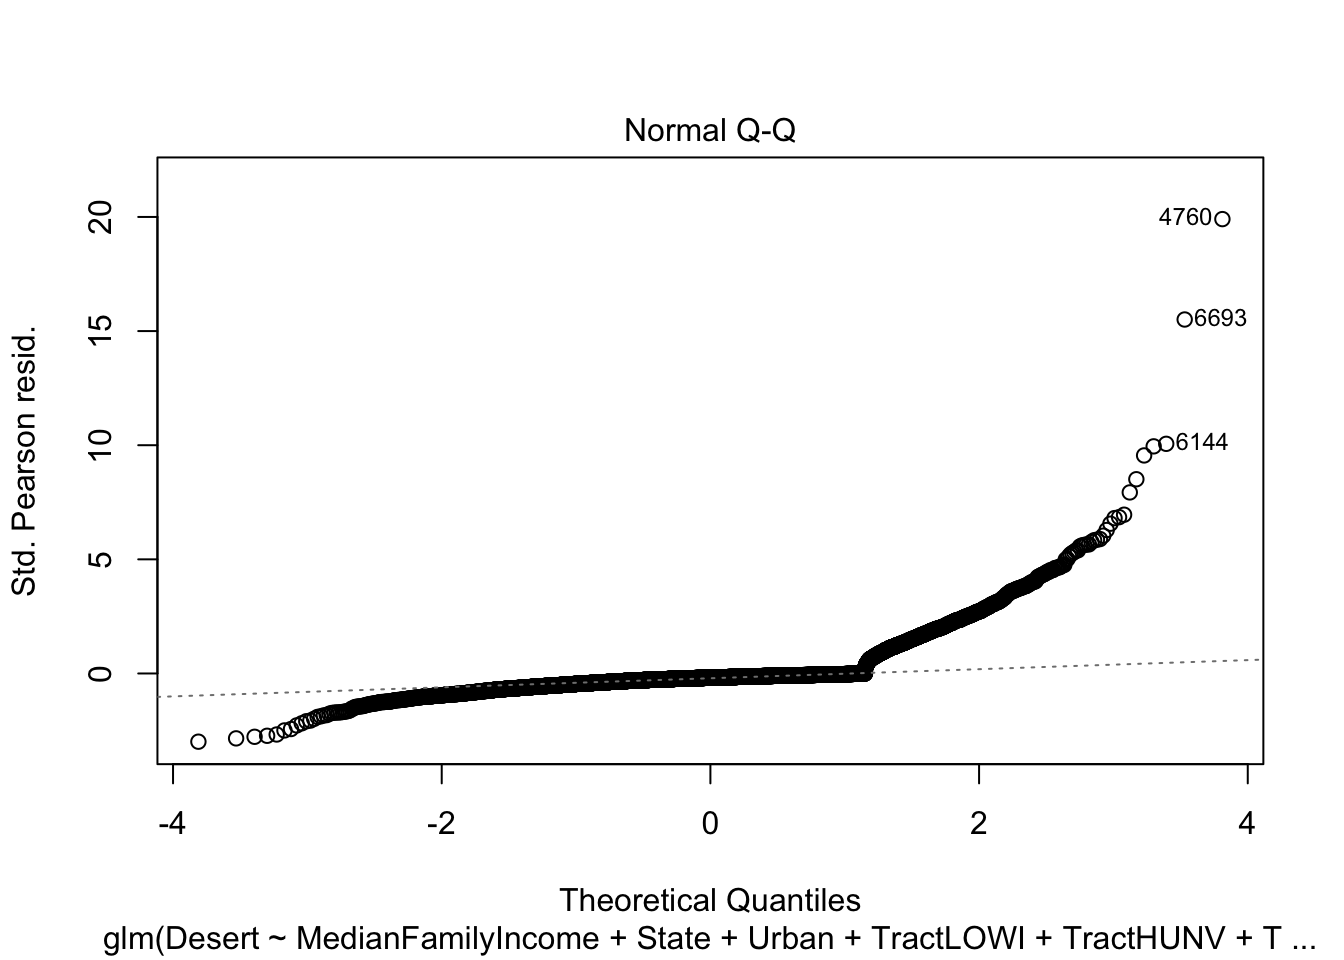 Normal Q-Q
20
15
10
5
0
Std. Pearson resid.
4760
6693
6144
-4 -2 0 2 4
Theoretical Quantiles
glm(Desert ~ MedianFamilyIncome + State + Urban + TractLOWI + TractHUNV + T ...